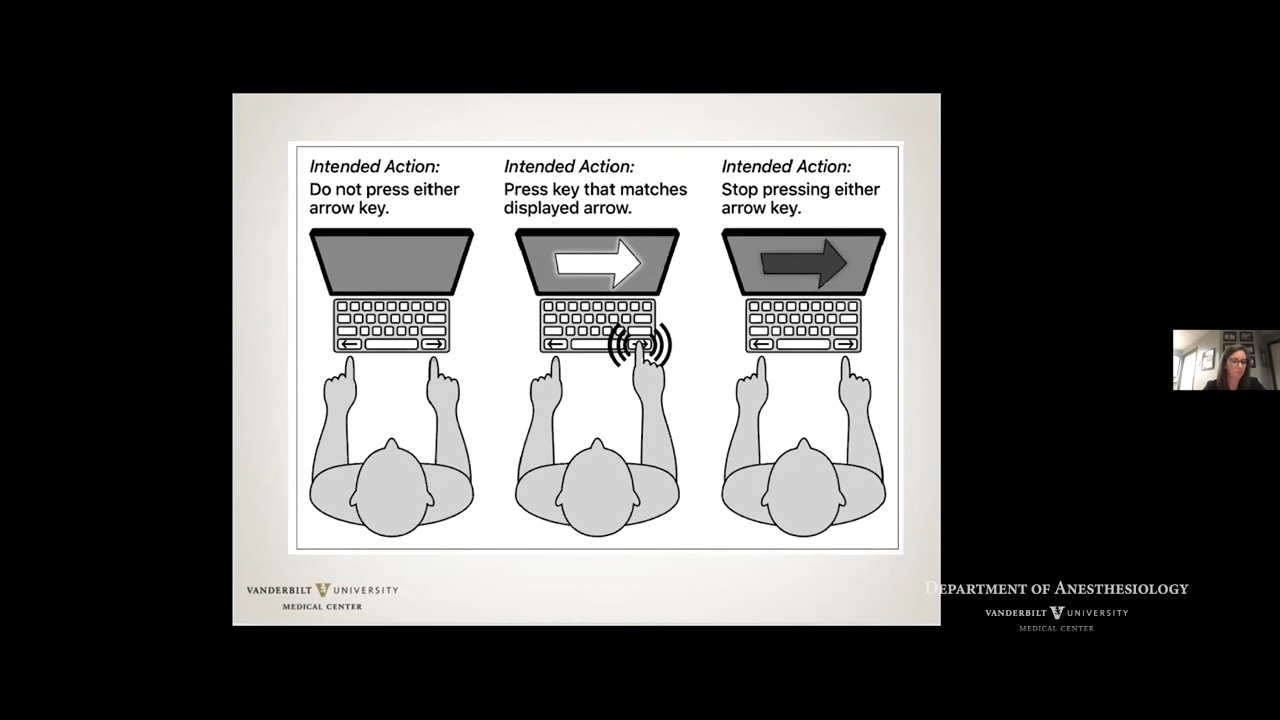 Intended Action:
Do not press either
arrow key.
Intended Action:
Press key that matches
displayed arrow.
Intended Action:
Stop pressing either
arrow key.
VANDERBILT V UNIVERSITY
MEDICAL CENTER
DEPARTMENT OF ANESTHESIOLOGY
VANDERBILT V UNIVERSITY
MEDICAL CENTER